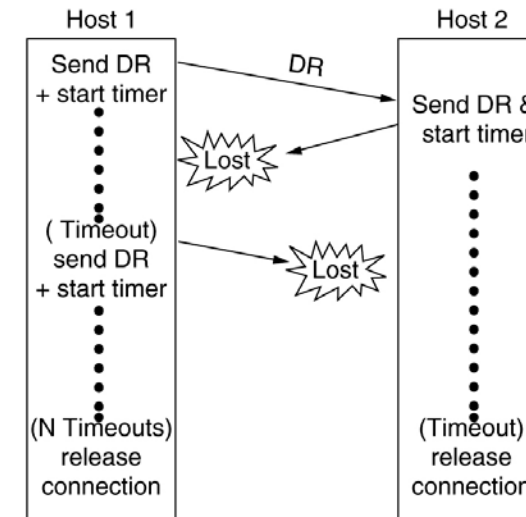 Host 1
Host 2
Send DR
+ start timer
DR
Send DR &
start timer
Lost
( Timeout)
send DR
+ start timer
Lost
(N Timeouts)
release
connection
(Timeout)
release
connection